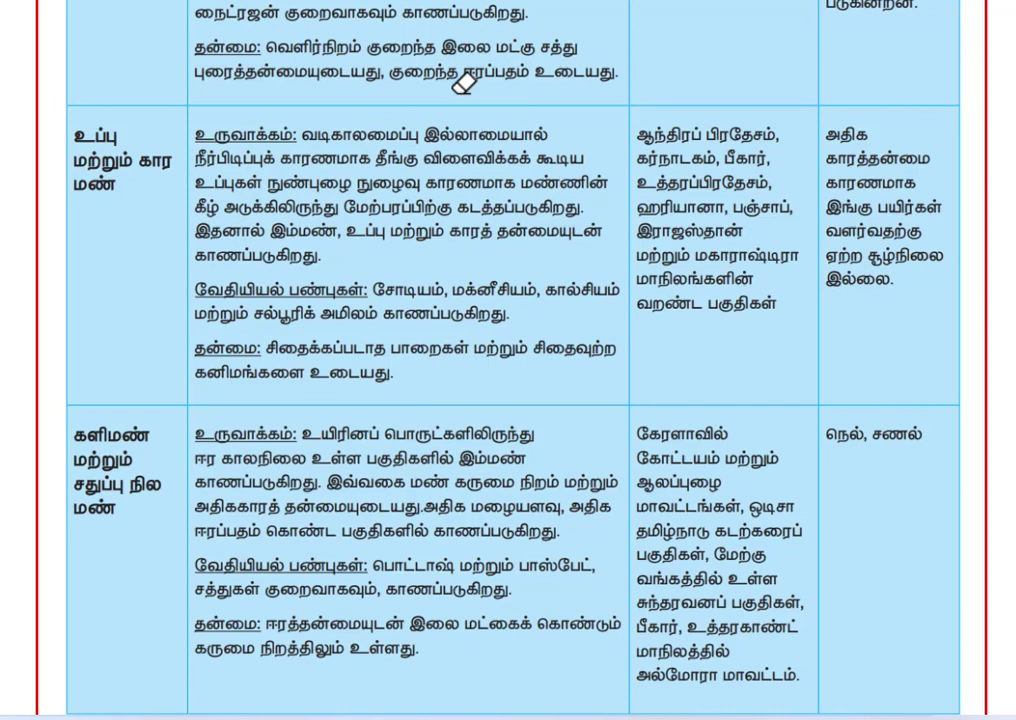 நைட்ரஜன் குறைவாகவும் காணப்படுகிறது.
தன்மை: வெளிர்நிறம் குறைந்த இலை மட்கு சத்து
புரைத்தன்மையுடையது, குறைந்த ஈரப்பதம் உடையது.
படுகின்றன.
உப்பு
மற்றும் கார
மண்
உருவாக்கம்: வடிகாலமைப்பு இல்லாமையால்
நீர்பிடிப்புக் காரணமாக தீங்கு விளைவிக்கக் கூடிய
உப்புகள் நுண்புழை நுழைவு காரணமாக மண்ணின்
கீழ் அடுக்கிலிருந்து மேற்பரப்பிற்கு கடத்தப்படுகிறது.
இதனால் இம்மண், உப்பு மற்றும் காரத் தன்மையுடன்
காணப்படுகிறது.
வேதியியல் பண்புகள்: சோடியம், மக்னீசியம், கால்சியம்
மற்றும் சல்பூரிக் அமிலம் காணப்படுகிறது.
தன்மை: சிதைக்கப்படாத பாறைகள் மற்றும் சிதைவுற்ற
கனிமங்களை உடையது.
ஆந்திரப் பிரதேசம்,
கர்நாடகம், பீகார்,
உத்தரப்பிரதேசம்,
ஹரியானா, பஞ்சாப்,
இராஜஸ்தான்
மற்றும் மகாராஷ்டிரா
மாநிலங்களின்
வறண்ட பகுதிகள்
அதிக
காரத்தன்மை
காரணமாக
இங்கு பயிர்கள்
வளர்வதற்கு
ஏற்ற சூழ்நிலை
இல்லை.
களிமண்
மற்றும்
சதுப்பு நில
மண்
உருவாக்கம்: உயிரினப் பொருட்களிலிருந்து
ஈர காலநிலை உள்ள பகுதிகளில் இம்மண்
காணப்படுகிறது. இவ்வகை மண் கருமை நிறம் மற்றும்
அதிககாரத் தன்மையுடையது.அதிக மழையளவு, அதிக
ஈரப்பதம் கொண்ட பகுதிகளில் காணப்படுகிறது.
வேதியியல் பண்புகள்: பொட்டாஷ் மற்றும் பாஸ்பேட்,
சத்துகள் குறைவாகவும், காணப்படுகிறது.
தன்மை: ஈரத்தன்மையுடன் இலை மட்கைக் கொண்டும்
கருமை நிறத்திலும் உள்ளது.
கேரளாவில்
கோட்டயம் மற்றும்
ஆலப்புழை
மாவட்டங்கள், ஒடிசா
தமிழ்நாடு கடற்கரைப்
பகுதிகள், மேற்கு
வங்கத்தில் உள்ள
சுந்தரவனப் பகுதிகள்,
பீகார், உத்தரகாண்ட்
மாநிலத்தில்
அல்மோரா மாவட்டம்.
நெல், சணல்